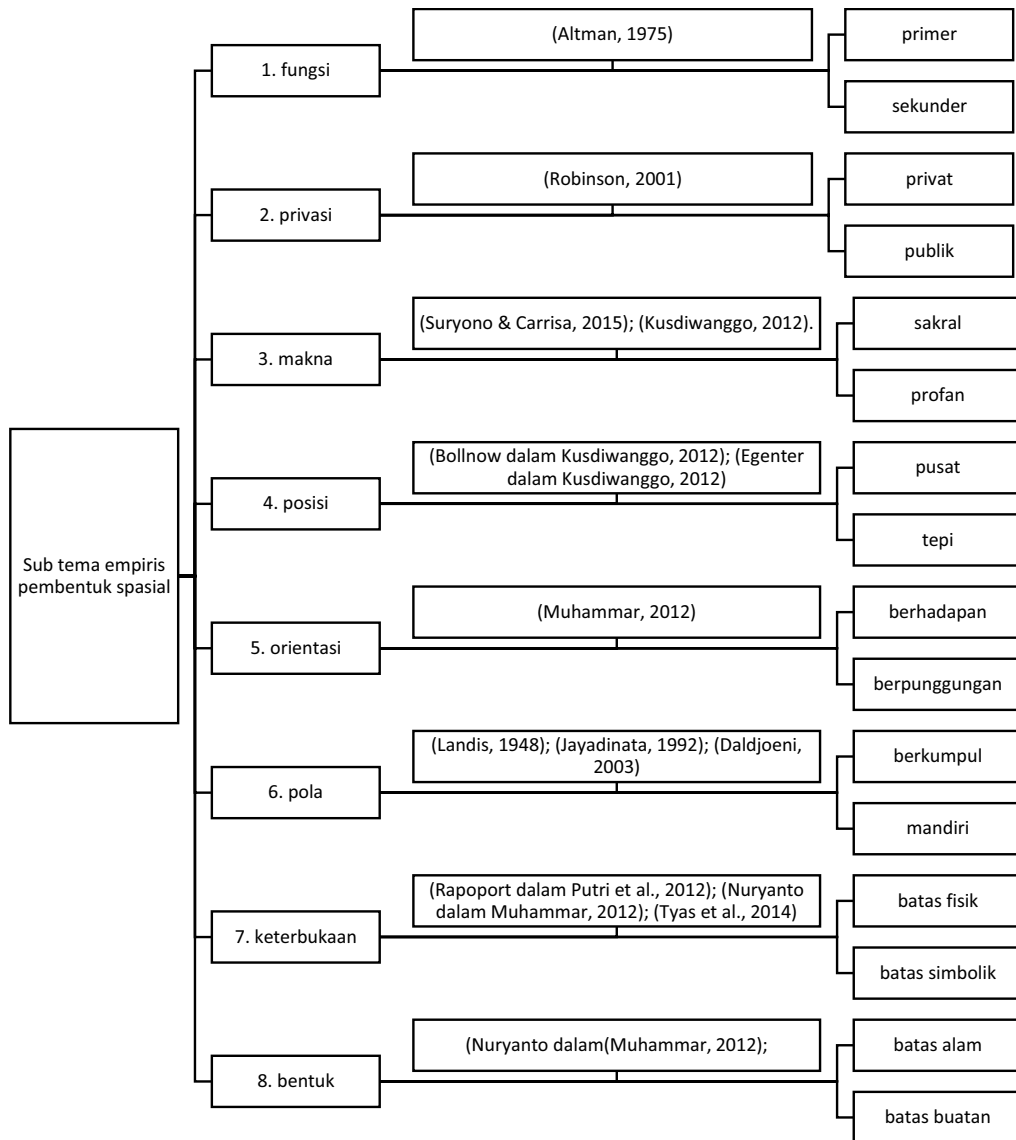 Sub tema empiris
pembentuk spasial
1. fungsi
(Altman, 1975)
primer
sekunder
2. privasi
(Robinson, 2001)
privat
publik
3. makna
(Suryono & Carrisa, 2015); (Kusdiwanggo, 2012).
sakral
profan
4. posisi
(Bollnow dalam Kusdiwanggo, 2012); (Egenter
dalam Kusdiwanggo, 2012)
pusat
tepi
5. orientasi
(Muhammar, 2012)
berhadapan
berpunggungan
6. pola
(Landis, 1948); (Jayadinata, 1992); (Daldjoeni,
2003)
berkumpul
mandiri
7. keterbukaan
(Rapoport dalam Putri et al., 2012); (Nuryanto
dalam Muhammar, 2012); (Tyas et al., 2014)
batas fisik
batas simbolik
8. bentuk
(Nuryanto dalam(Muhammar, 2012);
batas alam
batas buatan